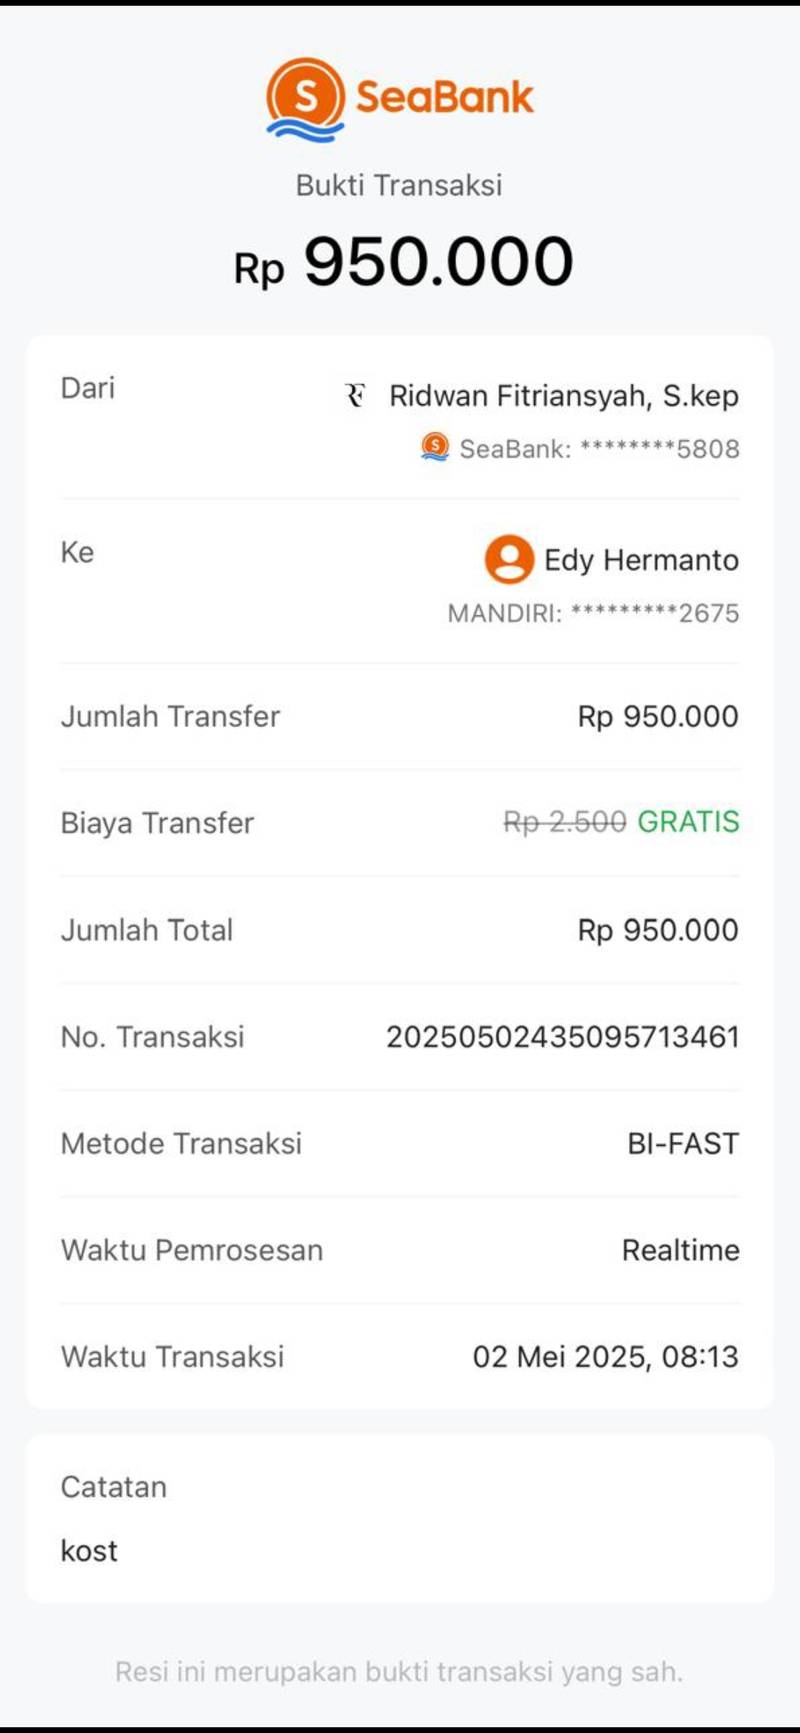 SeaBank
Bukti Transaksi
Rp 950.000
Dari
Ridwan Fitriansyah, S.kep
SeaBank: ********5808
Ke
Edy Hermanto
MANDIRI: *********2675
Jumlah Transfer Rp 950.000
Biaya Transfer Rp 2.500 GRATIS
Jumlah Total Rp 950.000
No. Transaksi 20250502435095713461
Metode Transaksi BI-FAST
Waktu Pemrosesan Realtime
Waktu Transaksi 02 Mei 2025, 08:13
Catatan
kost
Resi ini merupakan bukti transaksi yang sah.